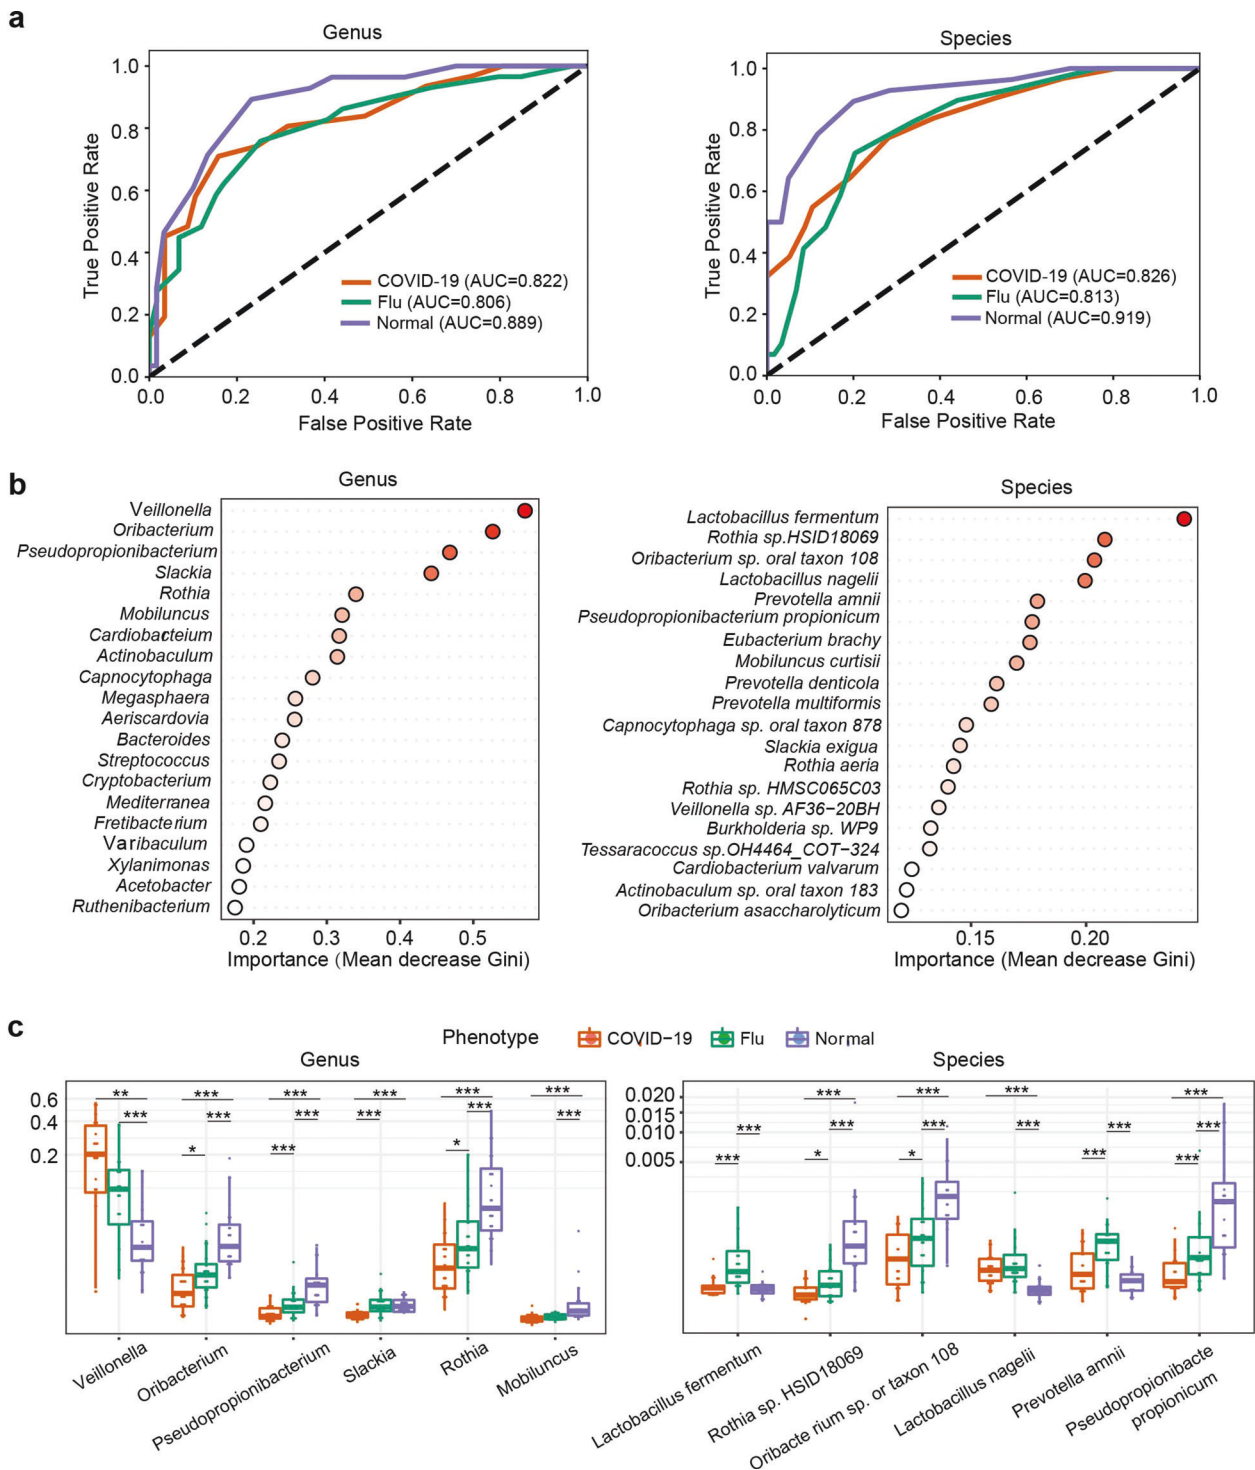 a
Genus
1.0
0.8
0.6
0.4
0.2
0.0
True Positive Rate
COVID-19 (AUC=0.822)
Flu (AUC=0.806)
Normal (AUC=0.889)
0.0 0.2 0.4 0.6 0.8 1.0
False Positive Rate
Species
1.0
0.8
0.6
0.4
0.2
0.0
True Positive Rate
COVID-19 (AUC=0.826)
Flu (AUC=0.813)
Normal (AUC=0.919)
0.0 0.2 0.4 0.6 0.8 1.0
False Positive Rate
b
Genus
Veillonella
Oribacterium
Pseudopropionibacterium
Slackia
Rothia
Mobiluncus
Cardiobacteium
Actinobaculum
Capnocytophaga
Megasphaera
Aeriscardovia
Bacteroides
Streptococcus
Cryptobacterium
Mediterranea
Fretibacterium
Varibaculum
Xylanimonas
Acetobacter
Ruthenibacterium
0.2 0.3 0.4 0.5
Importance (Mean decrease Gini)
Species
Lactobacillus fermentum
Rothia sp.HSID18069
Oribacterium sp. oral taxon 108
Lactobacillus nagelii
Prevotella amnii
Pseudopropionibacterium propionicum
Eubacterium brachy
Mobiluncus curtisii
Prevotella denticola
Prevotella multiformis
Capnocytophaga sp. oral taxon 878
Slackia exigua
Rothia aeria
Rothia sp. HMSC065C03
Veillonella sp. AF36−20BH
Burkholderia sp. WP9
Tessaracoccus sp.OH4464_COT−324
Cardiobacterium valvarum
Actinobaculum sp. oral taxon 183
Oribacterium asaccharolyticum
0.15 0.20
Importance (Mean decrease Gini)
c
Phenotype COVID−19 Flu Normal
Genus
0.6
0.4
0.2
** *** *** *** *** ***
*** *** *** *** *** ***
* *** *
Veillonella
Oribacterium
Pseudopropionibacterium
Slackia
Rothia
Mobiluncus
Species
0.020
0.015
0.010
0.005
*** *** *** ***
*** *** *** *** *** ***
*** * * *** ***
Lactobacillus fermentum
Rothia sp. HSID18069
Oribacte rium sp. or taxon 108
Lactobacillus nagelii
Prevotella amnii
Pseudopropionibacte
propionicum